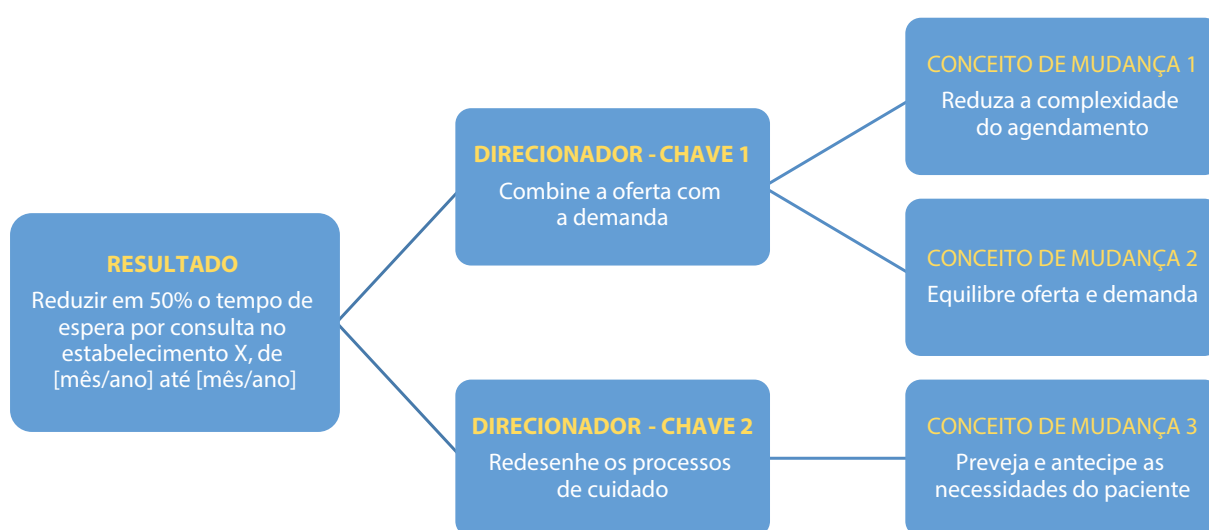 RESULTADO
Reduzir em 50% o tempo de
espera por consulta no
estabelecimento X, de
[mês/ano] até [mês/ano]
DIRECIONADOR - CHAVE 1
Combine a oferta com
a demanda
DIRECIONADOR - CHAVE 2
Redesenhe os processos
de cuidado
CONCEITO DE MUDANÇA 1
Reduza a complexidade
do agendamento
CONCEITO DE MUDANÇA 2
Equilibre oferta e demanda
CONCEITO DE MUDANÇA 3
Preveja e antecipe as
necessidades do paciente